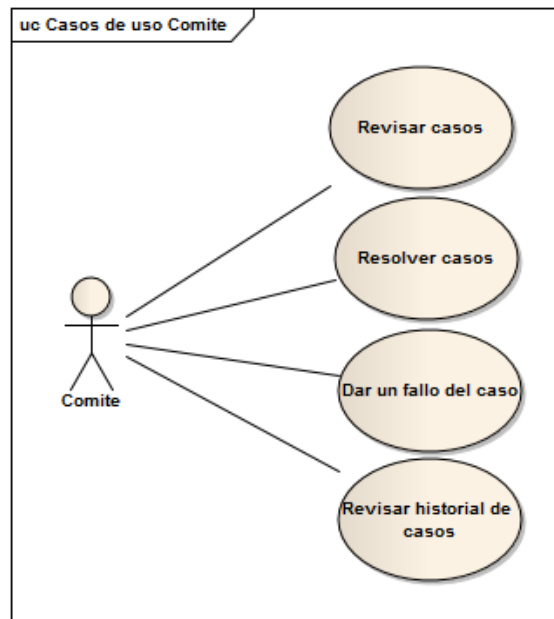 uc Casos de uso Comite
Revisar casos
Resolver casos
Dar un fallo del caso
Comite
Revisar historial de
casos